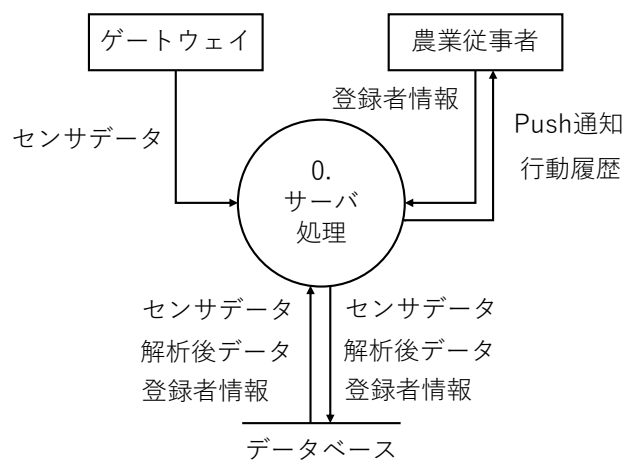 ゲートウェイ
農業従事者
登録者情報
センサデータ
Push通知
行動履歴
0.
サーバ
処理
センサデータ
解析後データ
登録者情報
センサデータ
解析後データ
登録者情報
データベース